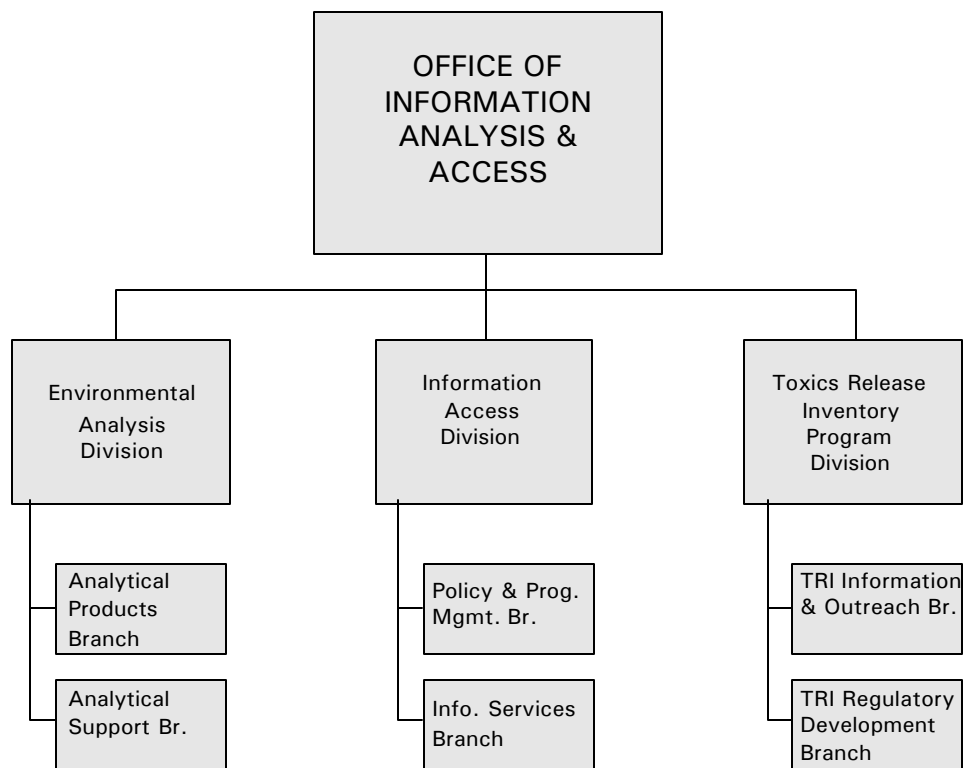 OFFICE OF
INFORMATION
ANALYSIS &
ACCESS
Environmental
Analysis
Division
Information
Access
Division
Toxics Release
Inventory
Program
Division
Analytical
Products
Branch
Policy & Prog.
Mgmt. Br.
TRI Information
& Outreach Br.
Analytical
Support Br.
Info. Services
Branch
TRI Regulatory
Development
Branch